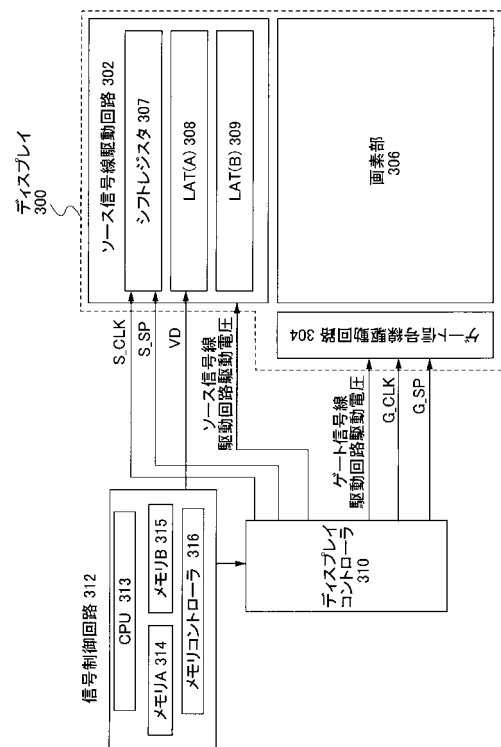 ディスプレイ
300
ソース信号線駆動回路 302
シフトレジスタ 307
LAT(A) 308
LAT(B) 309
画素部
306
ゲート信号線駆動回路 304
S_CLK
S_SP
VD
ソース信号線
駆動回路駆動電圧
ゲート信号線
駆動回路駆動電圧
G_CLK
G_SP
信号制御回路 312
CPU 313
メモリA 314
メモリB 315
メモリコントローラ 316
ディスプレイ
コントローラ
310